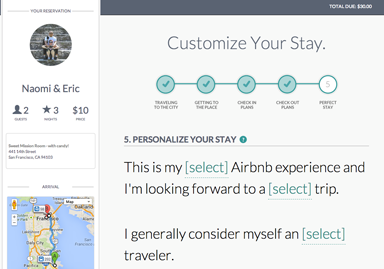 TOTAL DUE: $30.00
YOUR RESERVATION
Naomi & Eric
2
GUESTS
3
NIGHTS
$10
PRICE
Sweet Mission Room- with candy!
441 14th Street
San Francisco, CA 94103
ARRIVAL
Map
Customize Your Stay.
5
TRAVELING
TO THE CITY
GETTING TO
THE PLACE
CHECK IN
PLANS
CHECK OUT
PLANS
PERFECT
STAY
5. PERSONALIZE YOUR STAY ?
This is my [select] Airbnb experience and
I'm looking forward to a [select] trip.
I generally consider myself an [select]
traveler.